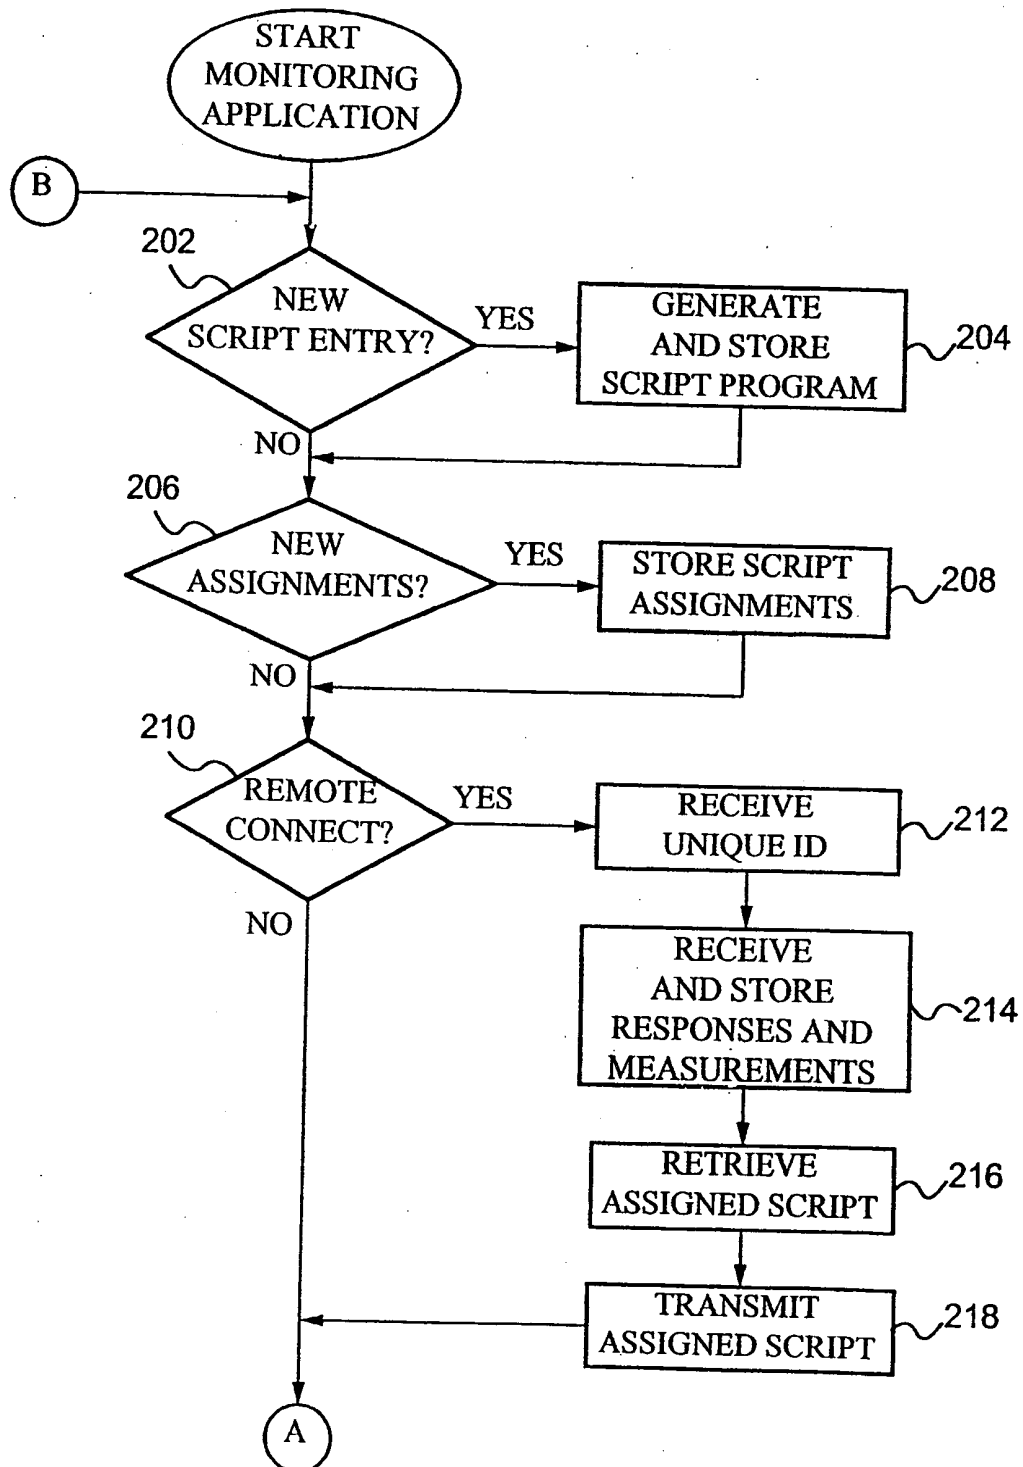 START
MONITORING
APPLICATION
B
202
NEW
SCRIPT ENTRY?
YES
GENERATE
AND STORE
SCRIPT PROGRAM
204
NO
206
NEW
ASSIGNMENTS?
YES
STORE SCRIPT
ASSIGNMENTS
208
NO
210
REMOTE
CONNECT?
YES
RECEIVE
UNIQUE ID
212
NO
RECEIVE
AND STORE
RESPONSES AND
MEASUREMENTS
214
RETRIEVE
ASSIGNED SCRIPT
216
TRANSMIT
ASSIGNED SCRIPT
218
A